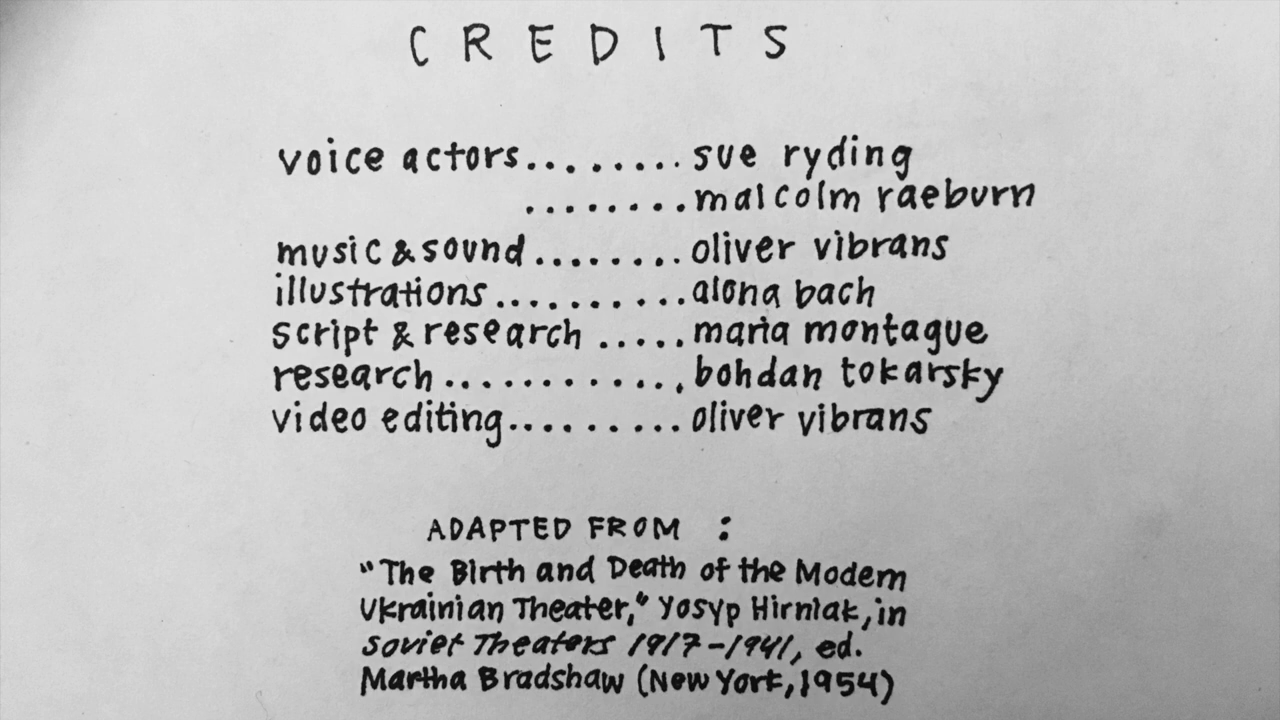 CREDITS
voice actors........ sue ryding
........malcolm raeburn
music & sound........ oliver vibrans
illustrations..........alona bach
script & research .....maria montague
research.............bohdan tokarsky
video editing......... oliver vibrans
ADAPTED FROM :
"The Birth and Death of the Modern
Ukrainian Theater," Yosyp Hirniak, in
Soviet Theaters 1917-1941, ed.
Martha Bradshaw (New York, 1954)